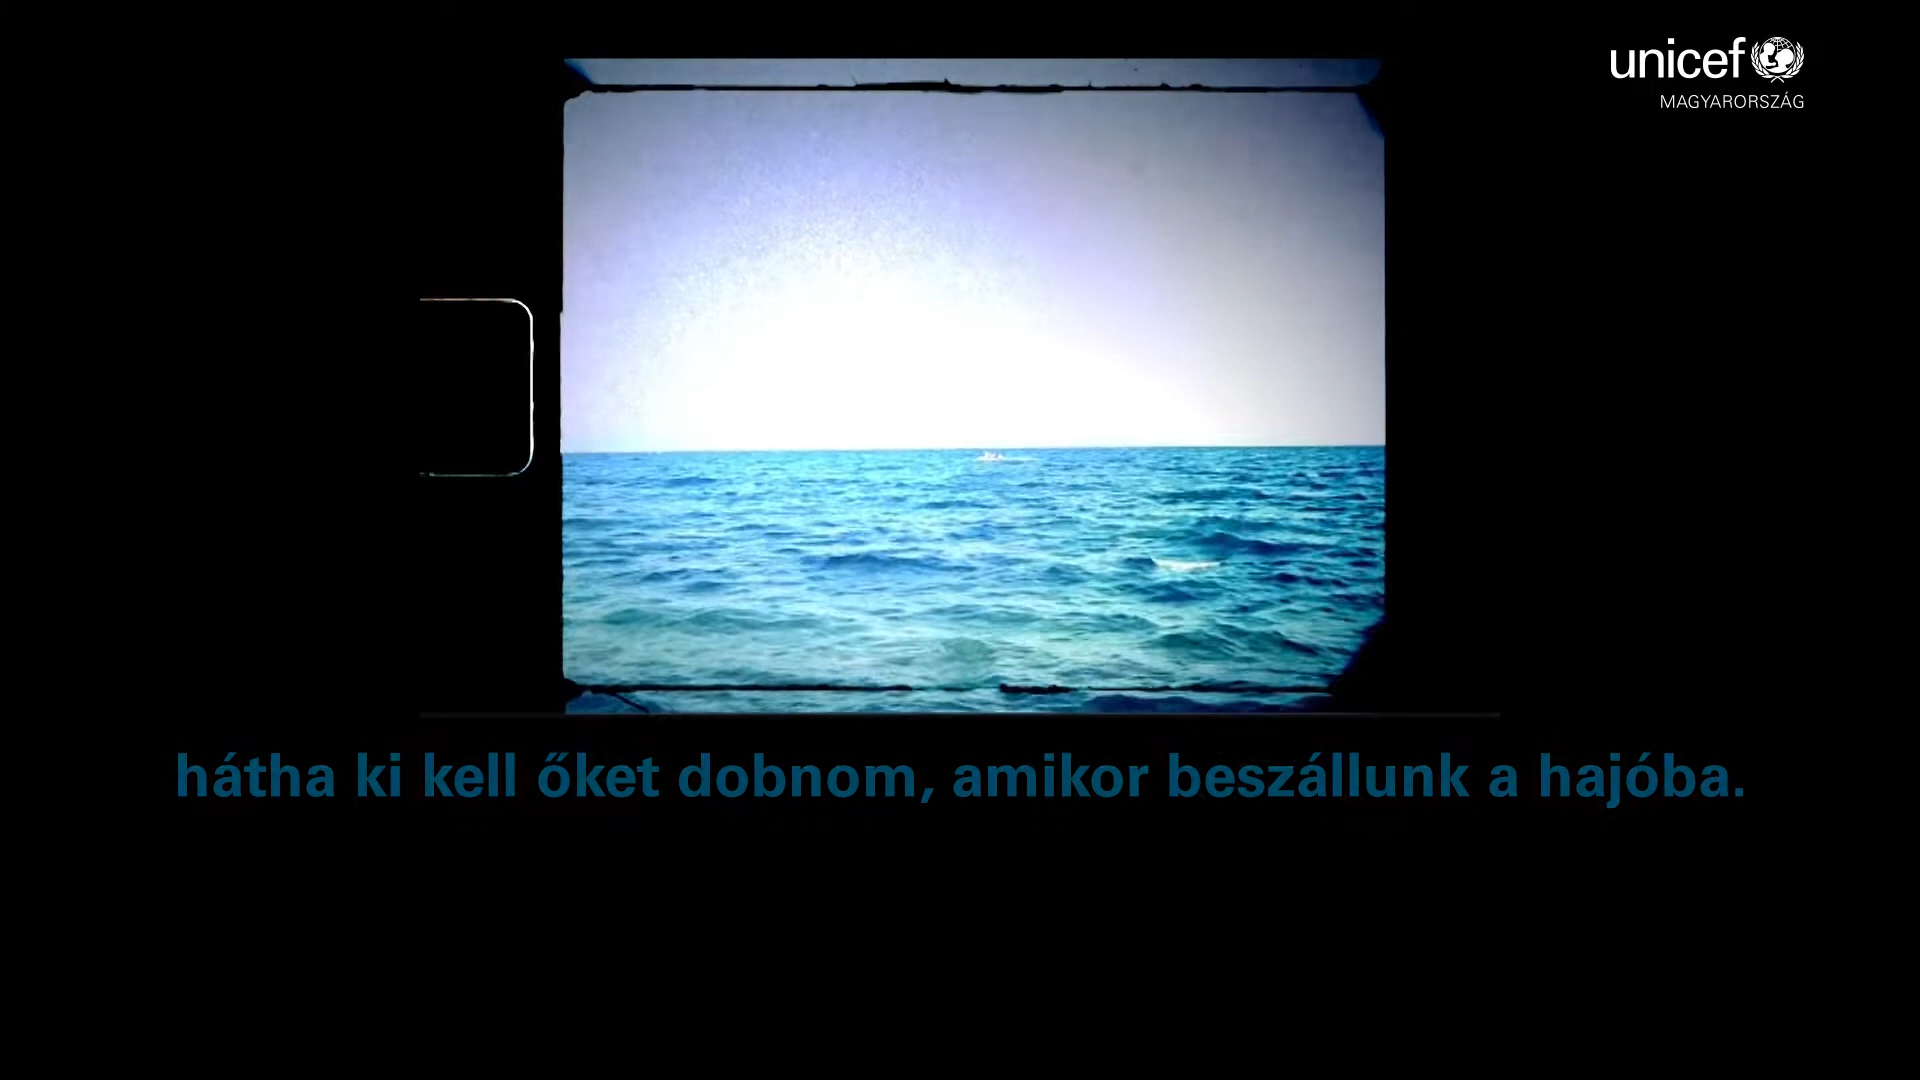 unicef
MAGYARORSZÁG
hátha ki kell őket dobnom, amikor beszállunk a hajóba.